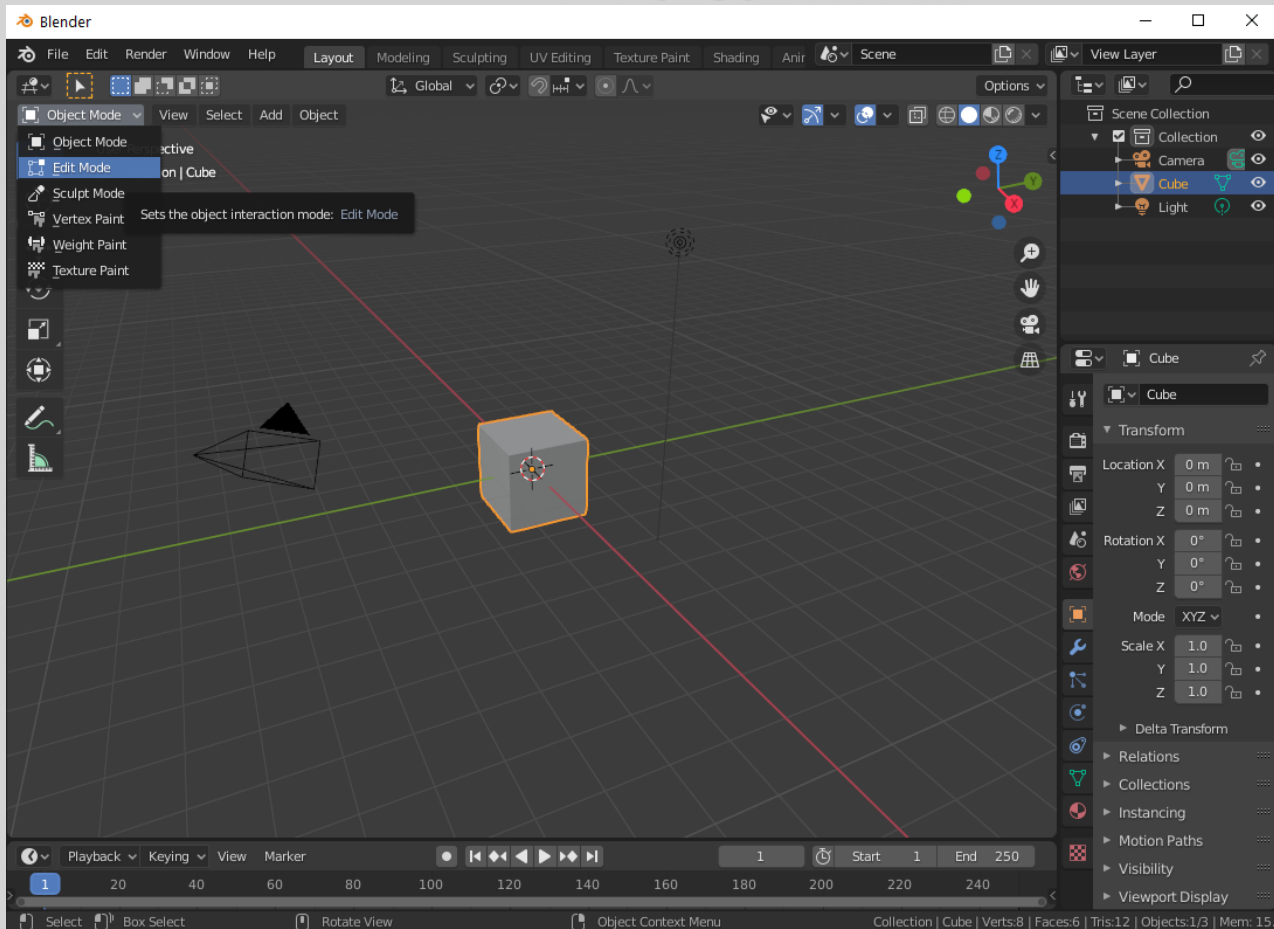 Blender
File Edit Render Window Help Layout Modeling Sculpting UV Editing Texture Paint Shading Anir Scene View Layer
Global Options
Object Mode View Select Add Object
Object Mode
Edit Mode
Sculpt Mode
Vertex Paint
Weight Paint
Texture Paint
pective
on | Cube
Sets the object interaction mode: Edit Mode
Z
Y
X
Scene Collection
Collection
Camera
Cube
Light
Cube
Cube
Transform
Location X 0 m
Y 0 m
Z 0 m
Rotation X 0°
Y 0°
Z 0°
Mode XYZ
Scale X 1.0
Y 1.0
Z 1.0
Delta Transform
Relations
Collections
Instancing
Motion Paths
Visibility
Viewport Display
Playback Keying View Marker 1 Start 1 End 250
1 20 40 60 80 100 120 140 160 180 200 220 240
Select Box Select Rotate View Object Context Menu Collection | Cube | Verts:8 | Faces:6 | Tris:12 | Objects:1/3 | Mem: 15